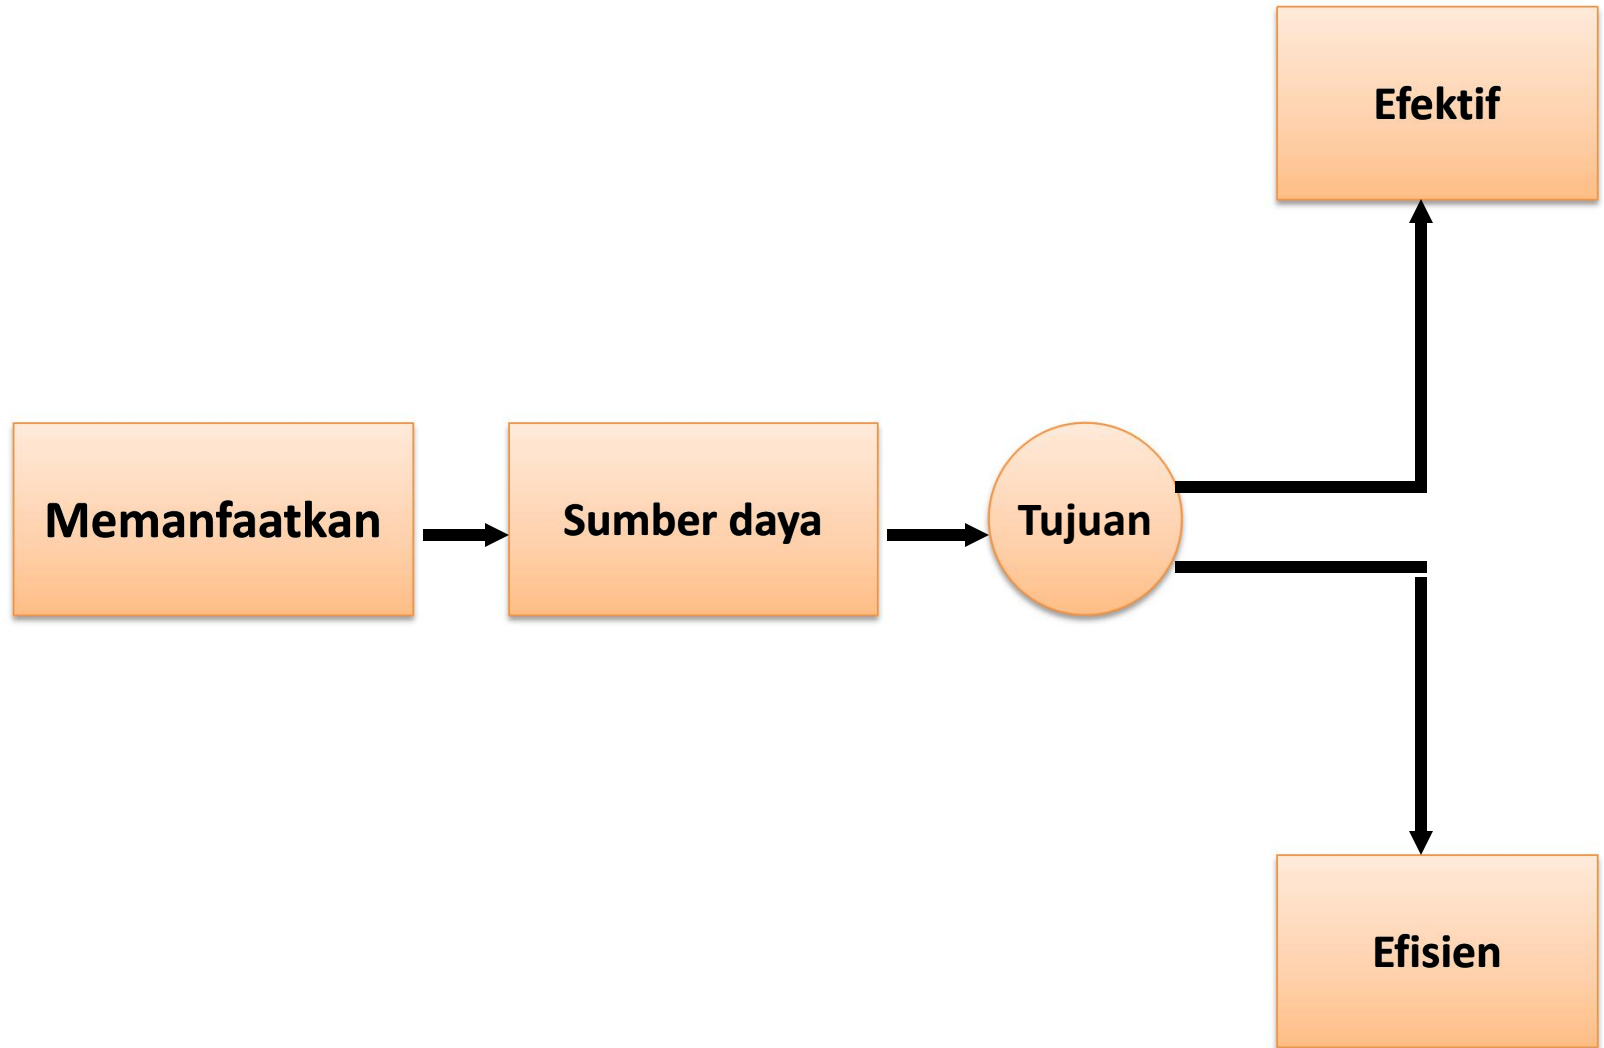 Efektif
Memanfaatkan
Sumber daya
Tujuan
Efisien